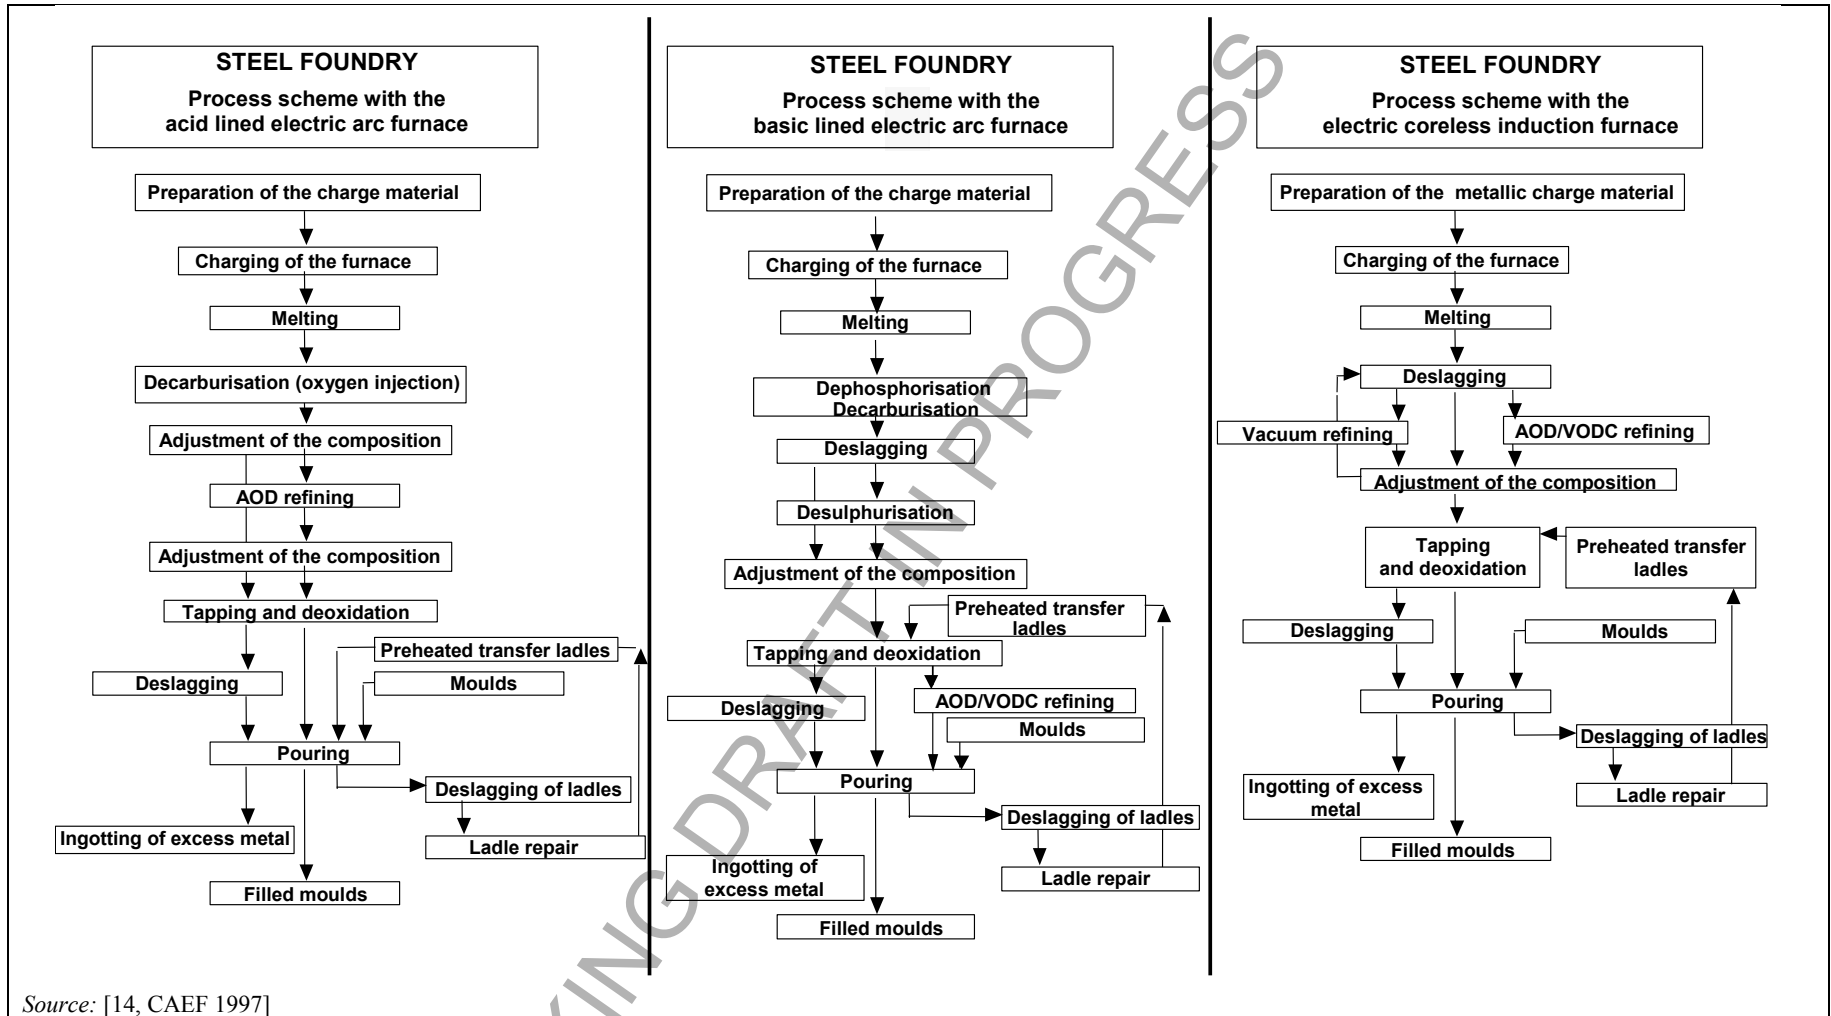 STEEL FOUNDRY
Process scheme with the
acid lined electric arc furnace
Preparation of the charge material
Charging of the furnace
Melting
Decarburisation (oxygen injection)
Adjustment of the composition
AOD refining
Adjustment of the composition
Tapping and deoxidation
Preheated transfer ladles
Deslagging
Moulds
Pouring
Deslagging of ladles
Ingotting of excess metal
Ladle repair
Filled moulds
STEEL FOUNDRY
Process scheme with the
basic lined electric arc furnace
Preparation of the charge material
Charging of the furnace
Melting
Dephosphorisation
Decarburisation
Deslagging
Desulphurisation
Adjustment of the composition
Preheated transfer
ladles
Tapping and deoxidation
Deslagging
AOD/VODC refining
Moulds
Pouring
Deslagging of ladles
Ingotting of
excess metal
Ladle repair
Filled moulds
STEEL FOUNDRY
Process scheme with the
electric coreless induction furnace
Preparation of the metallic charge material
Charging of the furnace
Melting
Deslagging
Vacuum refining
AOD/VODC refining
Adjustment of the composition
Tapping
and deoxidation
Preheated transfer
ladles
Deslagging
Moulds
Pouring
Deslagging of ladles
Ingotting of excess
metal
Ladle repair
Filled moulds
KING DRAFT IN PROGRESS
Source: [14, CAEF 1997]